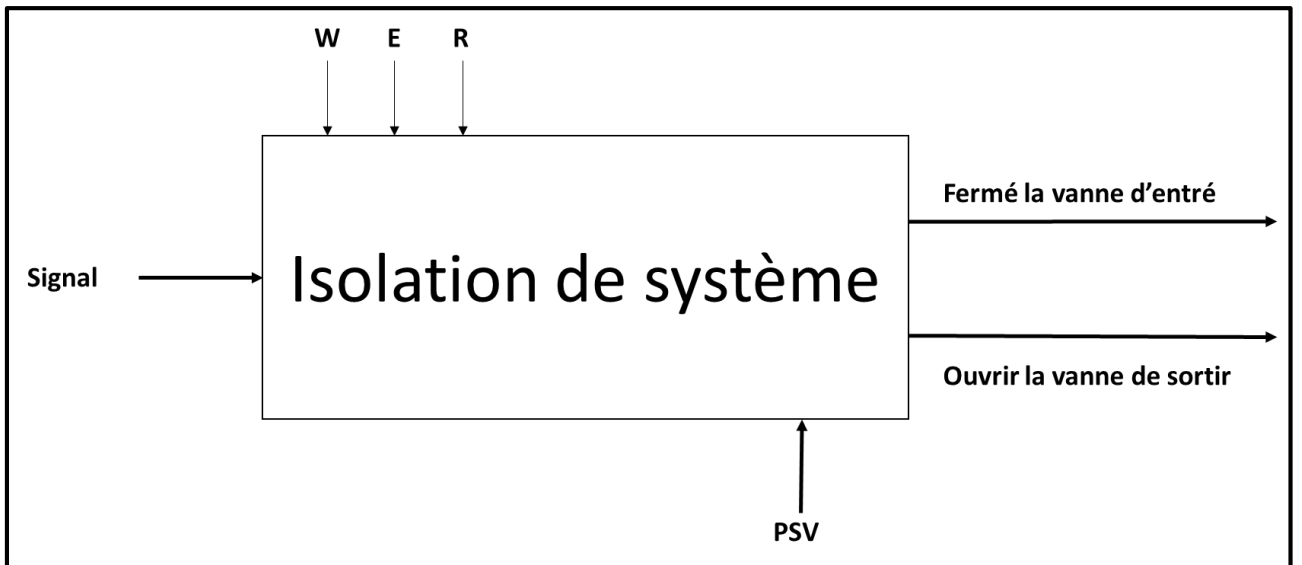 W E R
Fermé la vanne d’entré
Signal
Isolation de système
Ouvrir la vanne de sortir
PSV